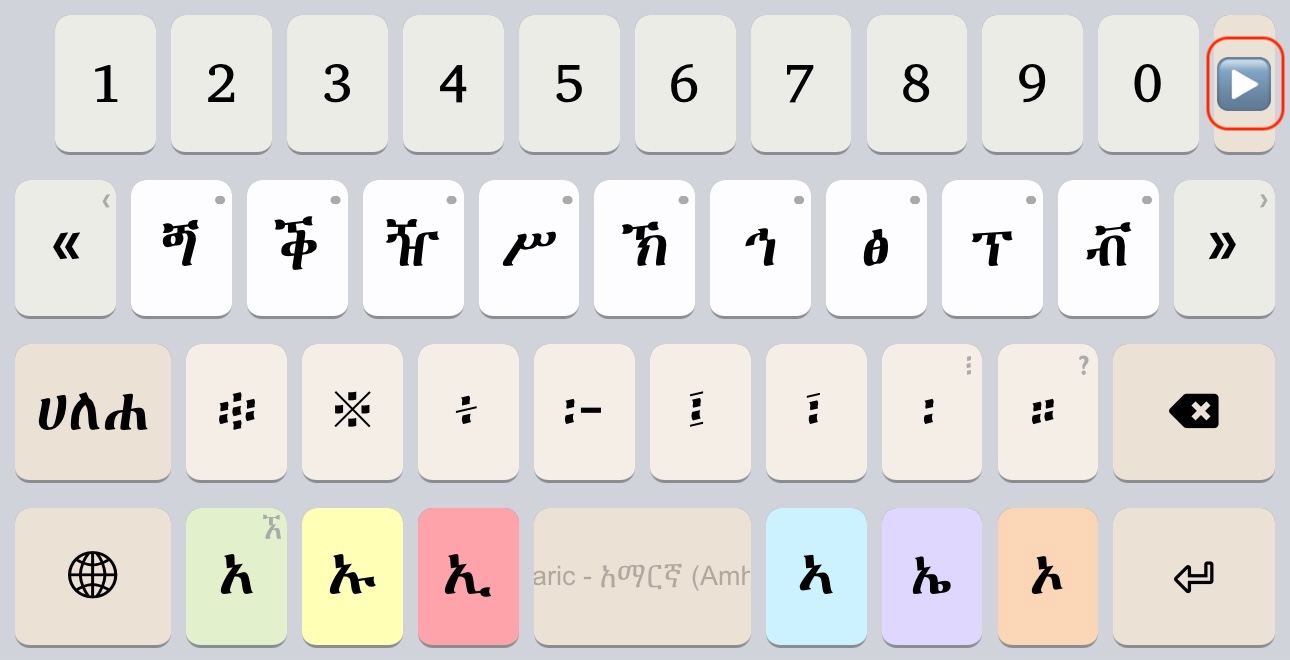 1 2 3 4 5 6 7 8 9 0
« ‹ ቕ ዥ ሥ ኽ ኅ ፅ ፐ ቭ » ›
ሀለሐ ፨ ※ ÷ ፡– ፤ ፣ ፡ ፧ ። ? 
አ ኧ ኡ ኢ aric - አማርኛ (Amh ኣ ኤ ኦ